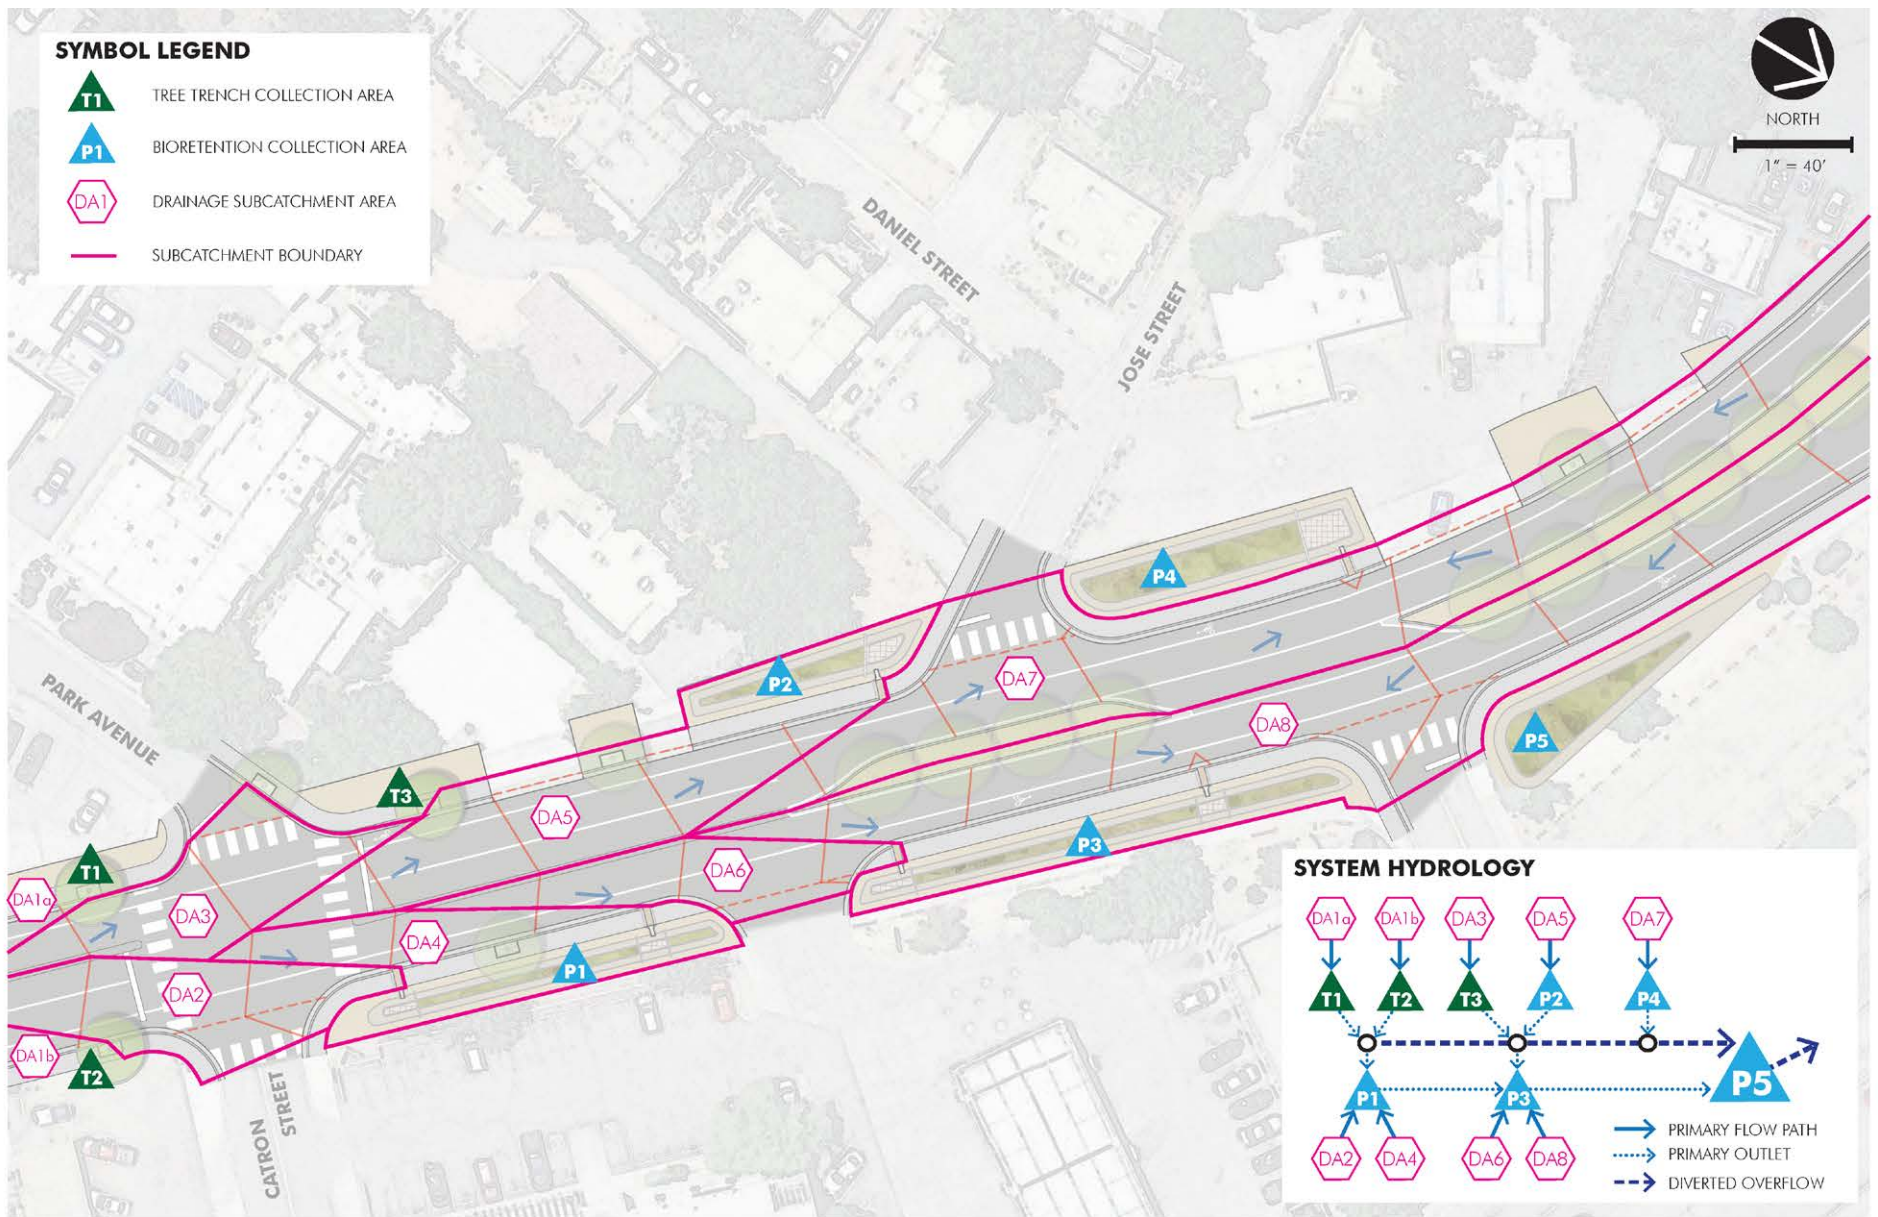 SYMBOL LEGEND
T1 TREE TRENCH COLLECTION AREA
P1 BIORETENTION COLLECTION AREA
DA1 DRAINAGE SUBCATCHMENT AREA
SUBCATCHMENT BOUNDARY
NORTH
1" = 40'
DANIEL STREET
JOSE STREET
PARK AVENUE
CATRON
STREET
P4
P2
DA7
DA8
P5
T3
DA5
P3
DA6
T1
DA1a
DA3
DA4
P1
DA2
DA1b
T2
SYSTEM HYDROLOGY
DA1a DA1b DA3 DA5 DA7
T1 T2 T3 P2 P4
P5
P1 P3
DA2 DA4 DA6 DA8
PRIMARY FLOW PATH
PRIMARY OUTLET
DIVERTED OVERFLOW